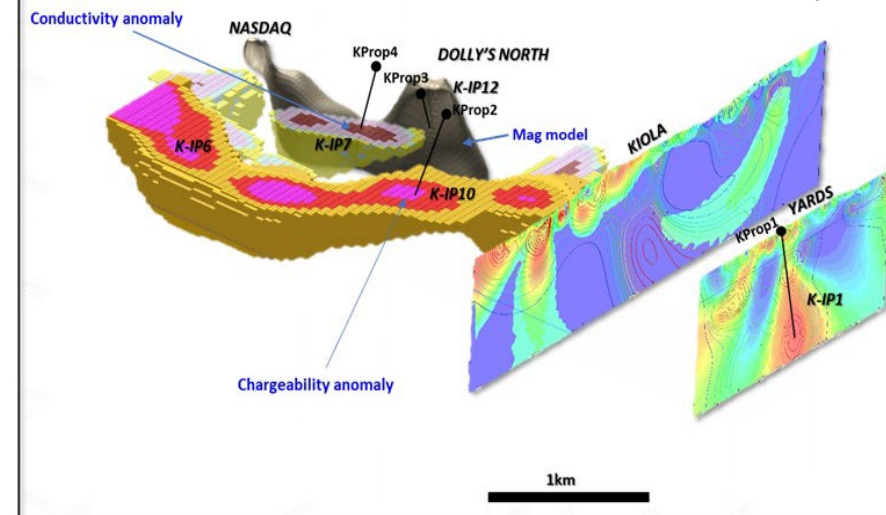 Conductivity anomaly
NASDAQ
KProp4
DOLLY'S NORTH
KProp3
K-IP12
KProp2
Mag model
KIOLA
K-IP6
K-IP7
K-IP10
YARDS
KProp1
K-IP1
Chargeability anomaly
1km